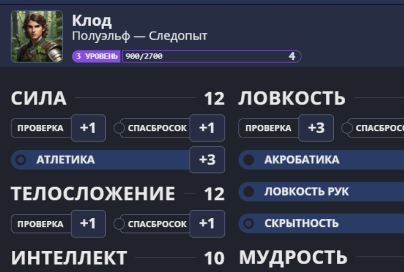 Клод
Полуэльф — Следопыт
3 УРОВЕНЬ 900/2700 4
СИЛА 12
ПРОВЕРКА +1 СПАСБРОСОК +1
АТЛЕТИКА +3
ТЕЛОСЛОЖЕНИЕ 12
ПРОВЕРКА +1 СПАСБРОСОК +1
ИНТЕЛЛЕКТ 10
ЛОВКОСТЬ
ПРОВЕРКА +3 СПАСБРОС
АКРОБАТИКА
ЛОВКОСТЬ РУК
СКРЫТНОСТЬ
МУДРОСТЬ